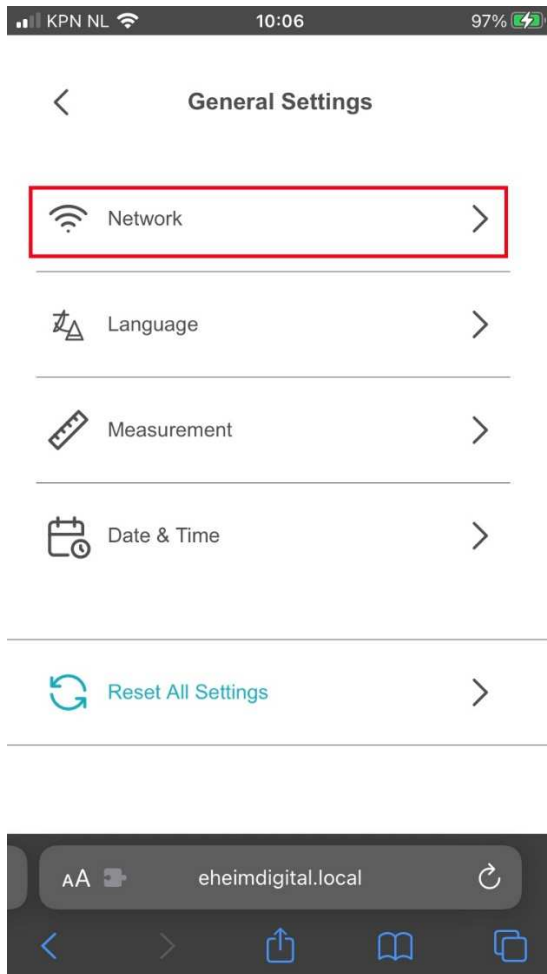 KPN NL 10:06 97%
General Settings
Network
Language
Measurement
Date & Time
Reset All Settings
AA eheimdigital.local